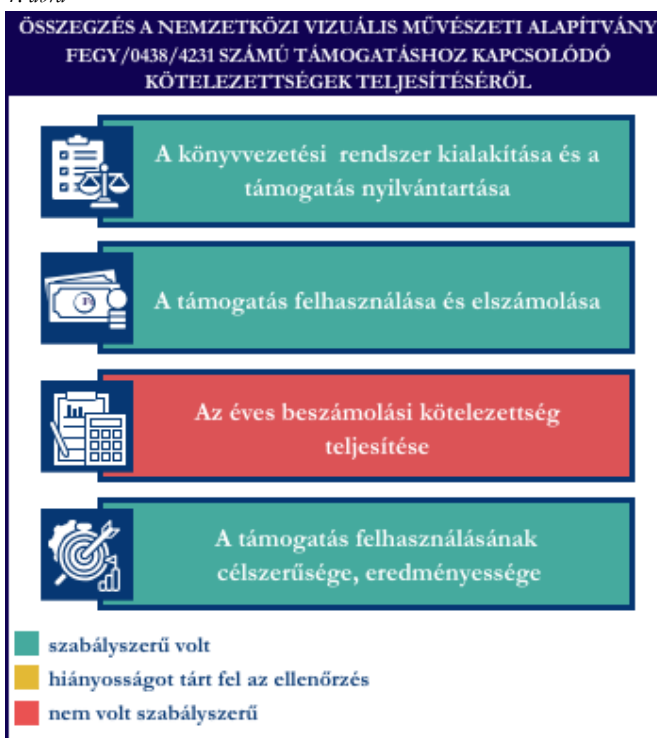 ÖSSZEGZÉS A NEMZETKÖZI VIZUÁLIS MŰVÉSZETI ALAPÍTVÁNY
FEGY/0438/4231 SZÁMÚ TÁMOGATÁSHOZ KAPCSOLÓDÓ
KÖTELEZETTSÉGEK TELJESÍTÉSÉRŐL
A könyvvezetési rendszer kialakítása és a
támogatás nyilvántartása
A támogatás felhasználása és elszámolása
Az éves beszámolási kötelezettség
teljesítése
A támogatás felhasználásának
célszerűsége, eredményessége
szabályszerű volt
hiányosságot tárt fel az ellenőrzés
nem volt szabályszerű